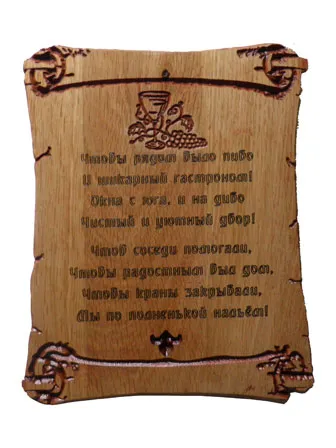 Чтобы рядом было пиво
И шикарный гастроном!
Окна с юга, и на диво
Чистый и уютный двор!
Чтоб соседи помогали,
Чтобы радостным был дом,
Чтобы краны закрывали,
Мы по полненькой нальём!